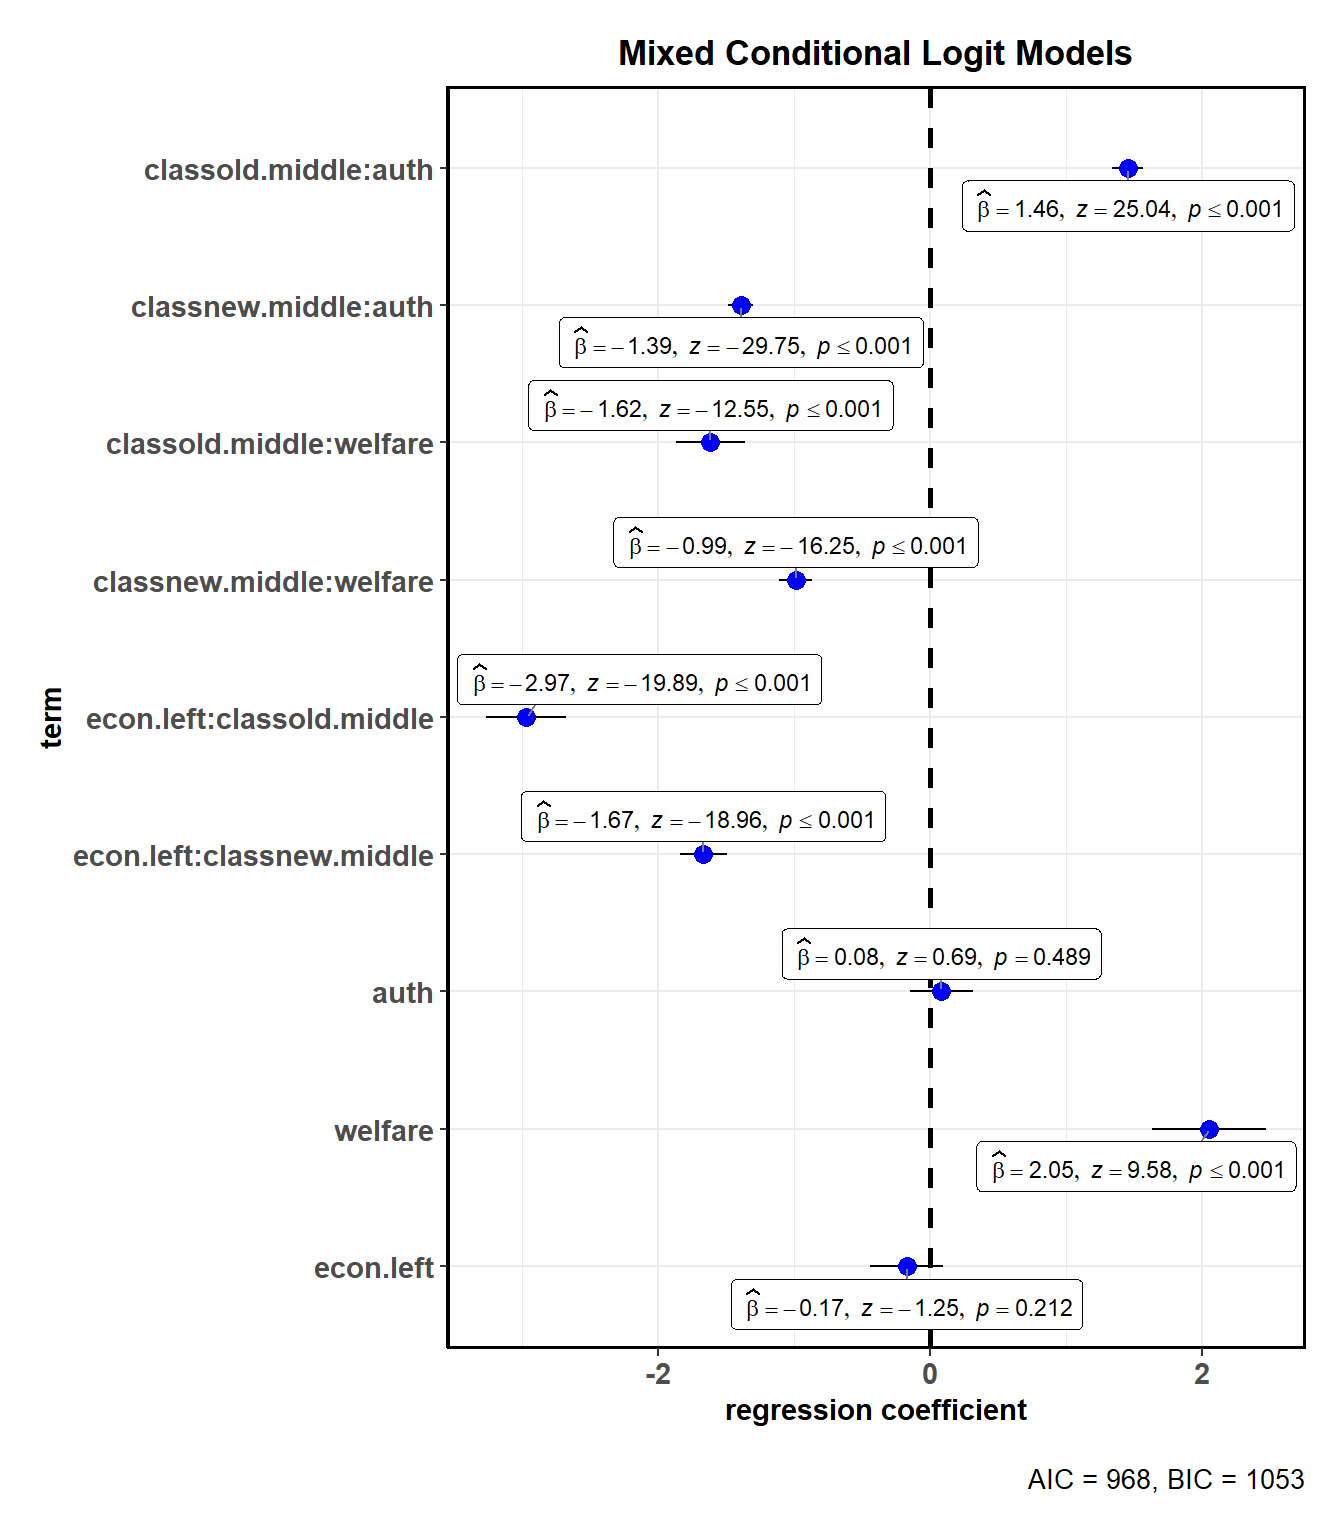 Mixed Conditional Logit Models
classold.middle:auth
β̂ = 1.46, z = 25.04, p ≤ 0.001
classnew.middle:auth
β̂ = −1.39, z = −29.75, p ≤ 0.001
β̂ = −1.62, z = −12.55, p ≤ 0.001
classold.middle:welfare
β̂ = −0.99, z = −16.25, p ≤ 0.001
classnew.middle:welfare
β̂ = −2.97, z = −19.89, p ≤ 0.001
term
econ.left:classold.middle
β̂ = −1.67, z = −18.96, p ≤ 0.001
econ.left:classnew.middle
β̂ = 0.08, z = 0.69, p = 0.489
auth
welfare
β̂ = 2.05, z = 9.58, p ≤ 0.001
econ.left
β̂ = −0.17, z = −1.25, p = 0.212
-2 0 2
regression coefficient
AIC = 968, BIC = 1053